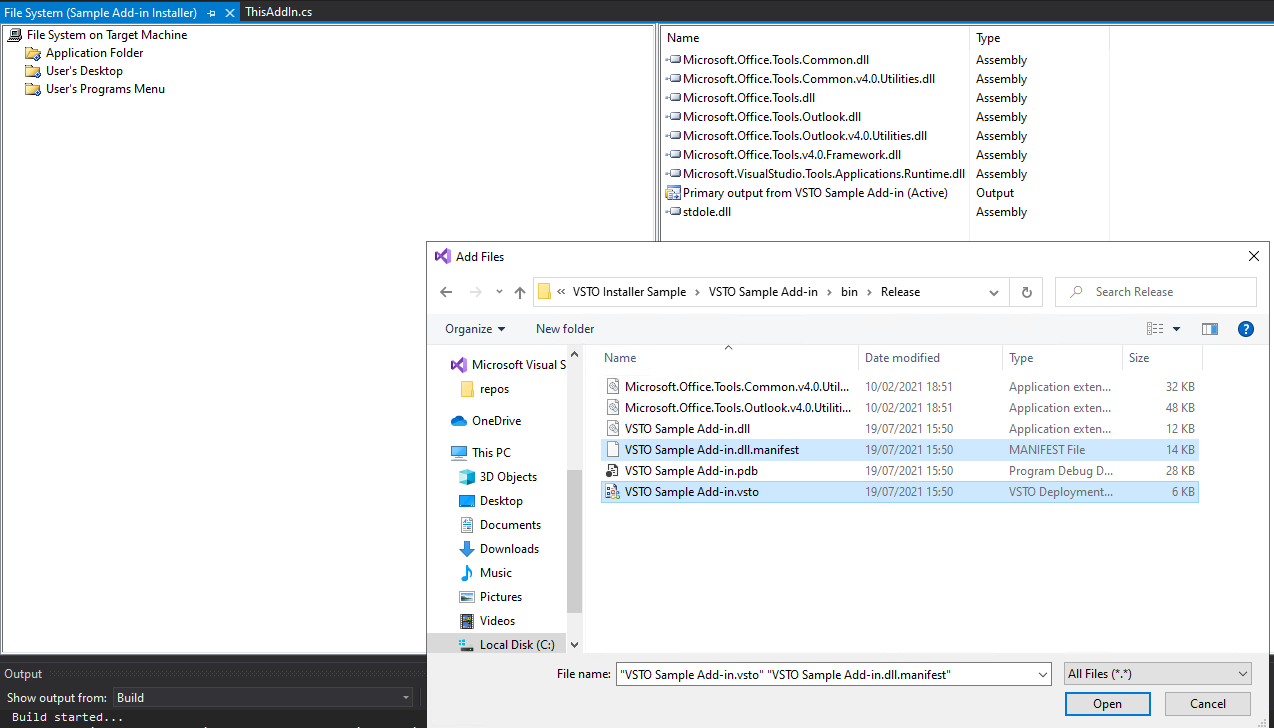 File System (Sample Add-in Installer)
ThisAddIn.cs
File System on Target Machine
Application Folder
User's Desktop
User's Programs Menu
Name Type
Microsoft.Office.Tools.Common.dll Assembly
Microsoft.Office.Tools.Common.v4.0.Utilities.dll Assembly
Microsoft.Office.Tools.dll Assembly
Microsoft.Office.Tools.Outlook.dll Assembly
Microsoft.Office.Tools.Outlook.v4.0.Utilities.dll Assembly
Microsoft.Office.Tools.v4.0.Framework.dll Assembly
Microsoft.VisualStudio.Tools.Applications.Runtime.dll Assembly
Primary output from VSTO Sample Add-in (Active) Output
stdole.dll Assembly
Add Files
« VSTO Installer Sample › VSTO Sample Add-in › bin › Release
Search Release
Organize New folder
Microsoft Visual S
repos
OneDrive
This PC
3D Objects
Desktop
Documents
Downloads
Music
Pictures
Videos
Local Disk (C:)
Name Date modified Type Size
Microsoft.Office.Tools.Common.v4.0.Util... 10/02/2021 18:51 Application exten... 32 KB
Microsoft.Office.Tools.Outlook.v4.0.Utiliti... 10/02/2021 18:51 Application exten... 48 KB
VSTO Sample Add-in.dll 19/07/2021 15:50 Application exten... 12 KB
VSTO Sample Add-in.dll.manifest 19/07/2021 15:50 MANIFEST File 14 KB
VSTO Sample Add-in.pdb 19/07/2021 15:50 Program Debug D... 28 KB
VSTO Sample Add-in.vsto 19/07/2021 15:50 VSTO Deployment... 6 KB
File name: "VSTO Sample Add-in.vsto" "VSTO Sample Add-in.dll.manifest"
All Files (*.*)
Open Cancel
Output
Show output from: Build
Build started...